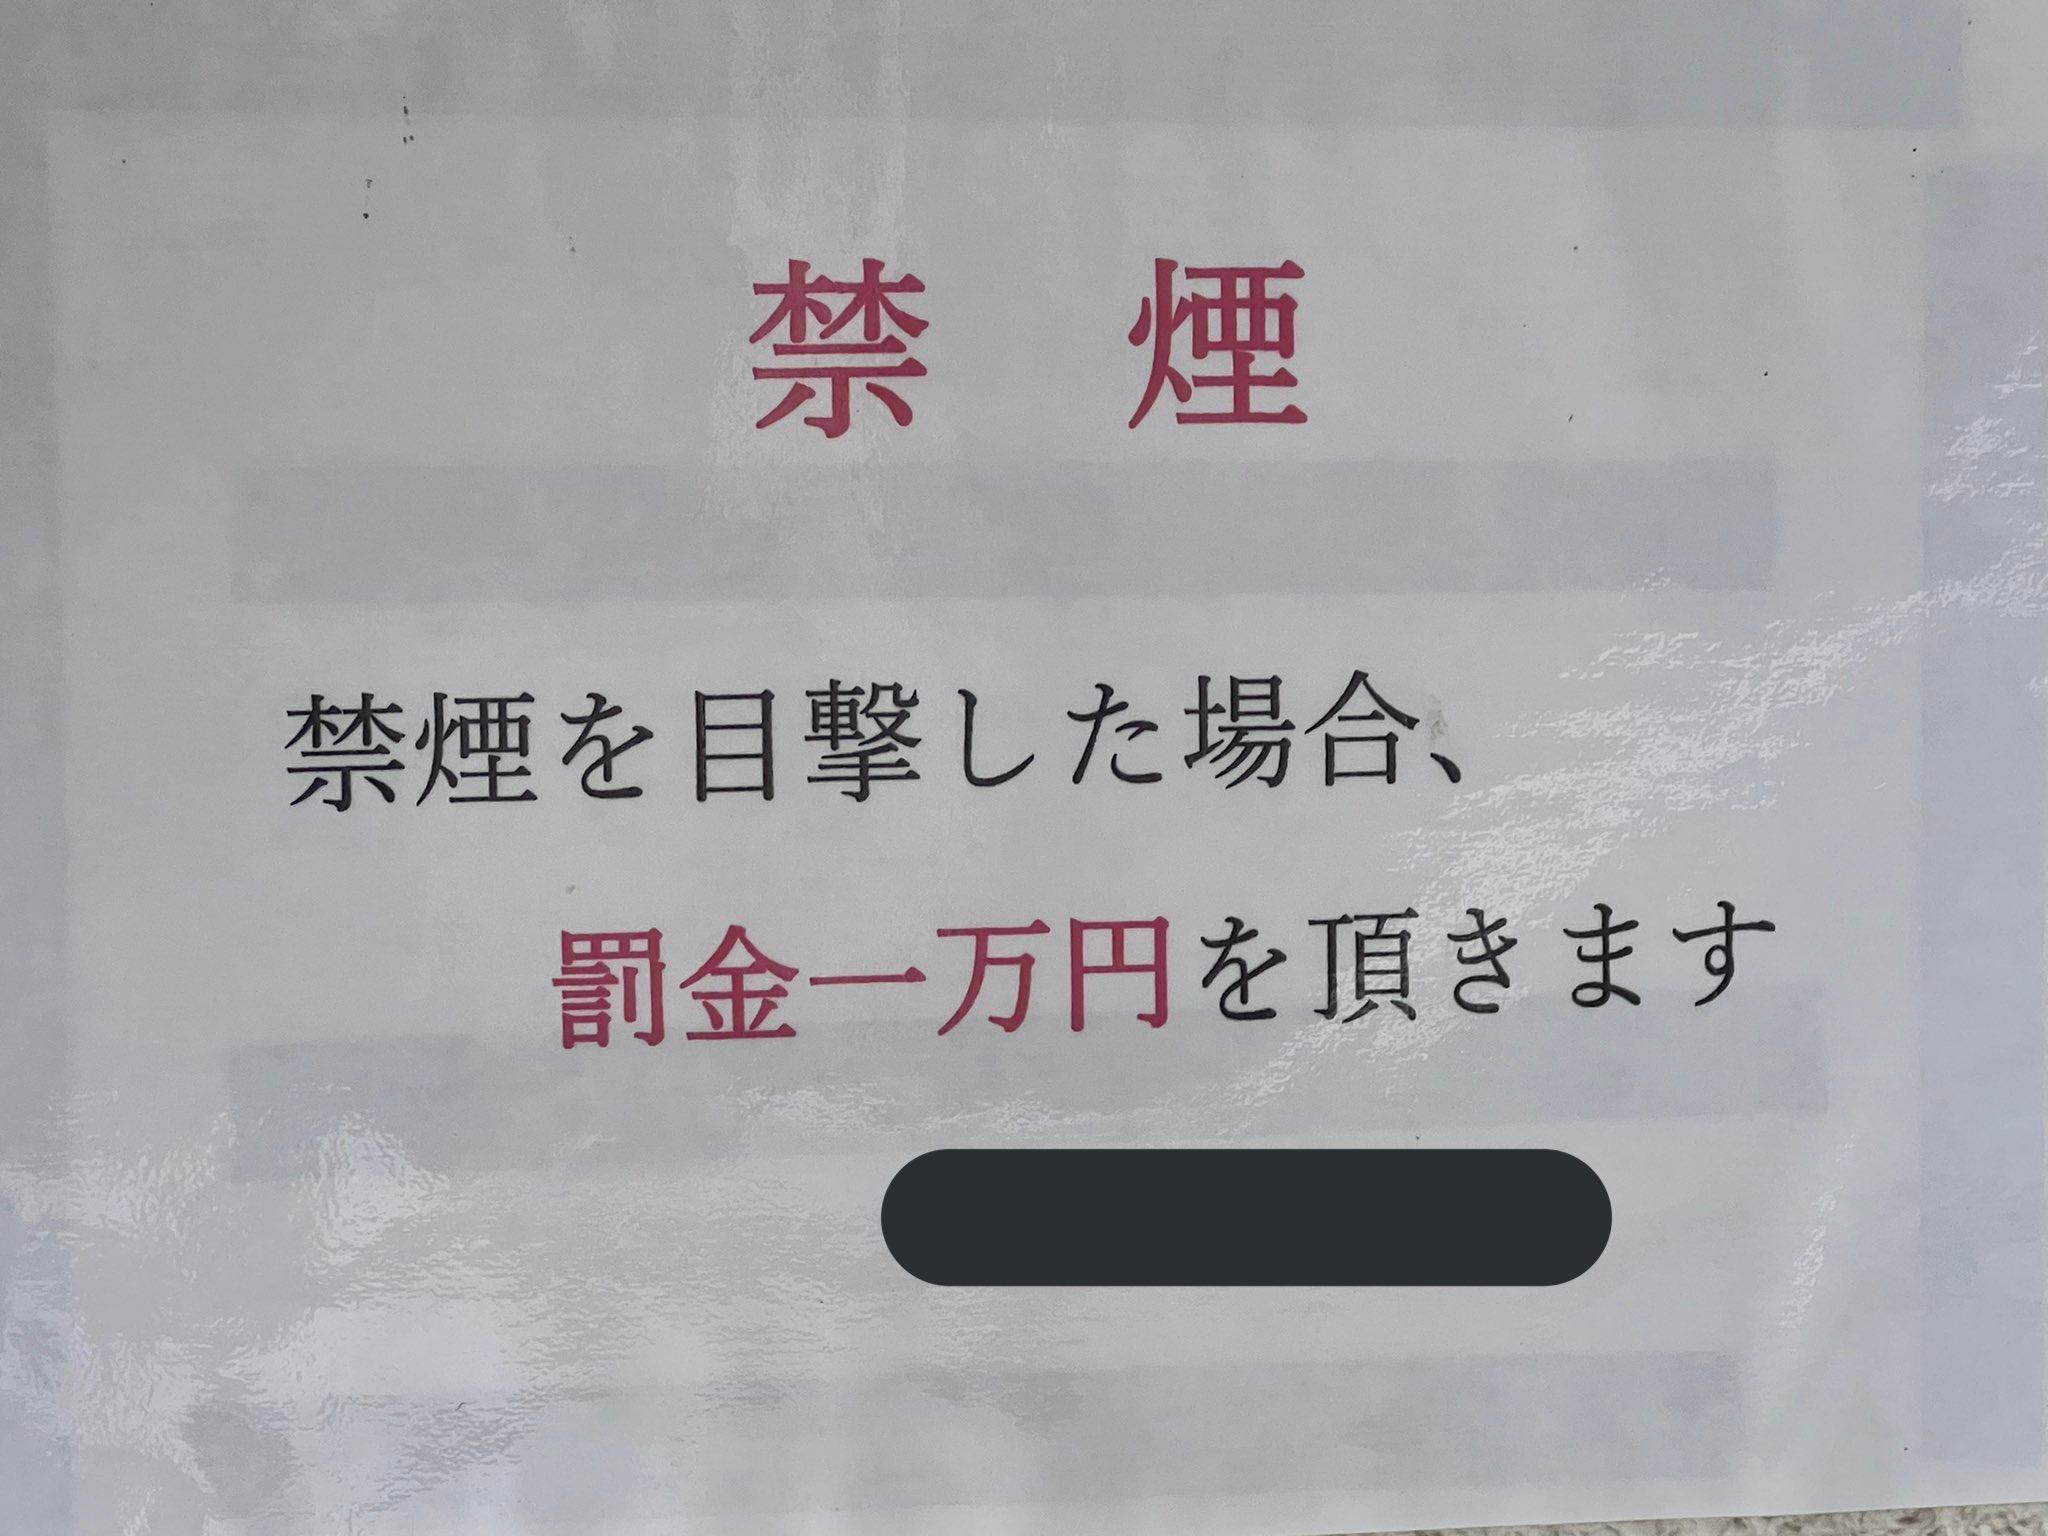 禁　煙
禁煙を目撃した場合、
罰金一万円を頂きます